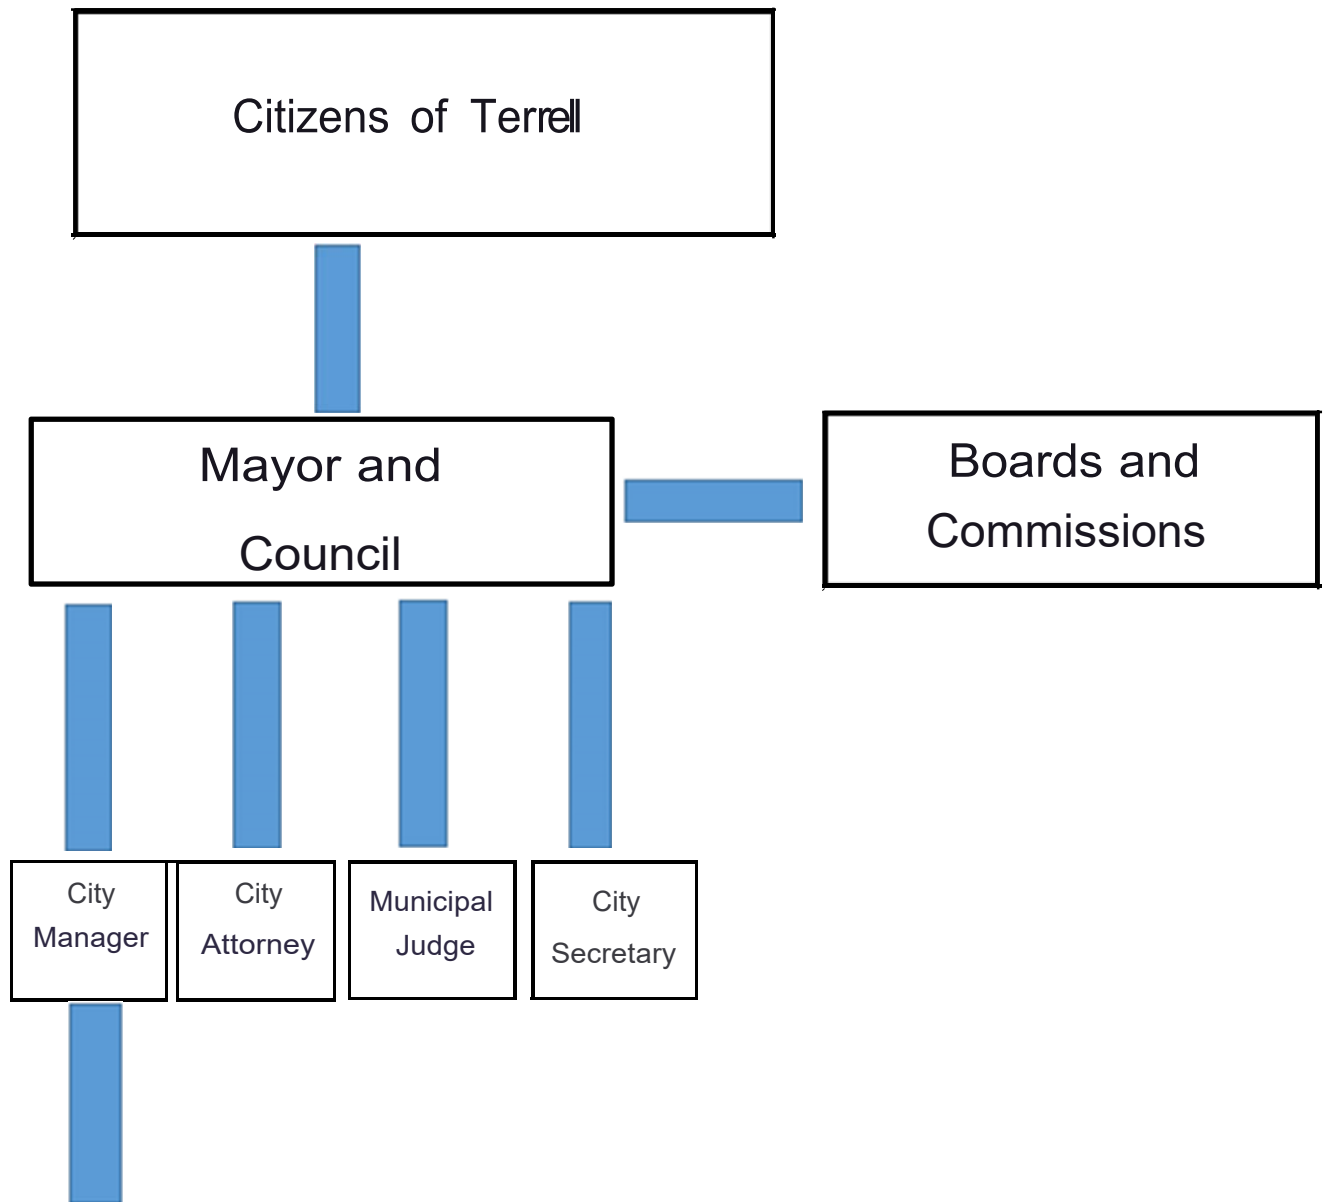 Citizens of Terrell
Mayor and
Council
Boards and
Commissions
City
Manager
City
Attorney
Municipal
Judge
City
Secretary